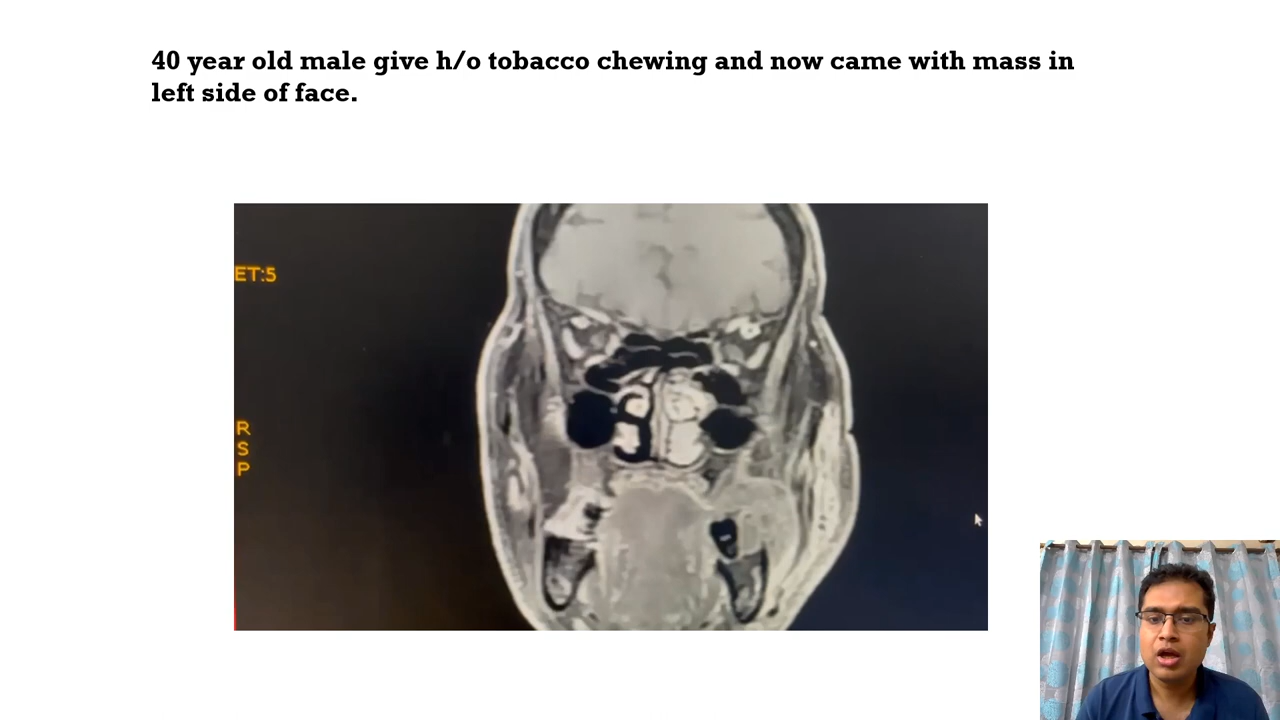 40 year old male give h/o tobacco chewing and now came with mass in
left side of face.
ET:5
R
S
P